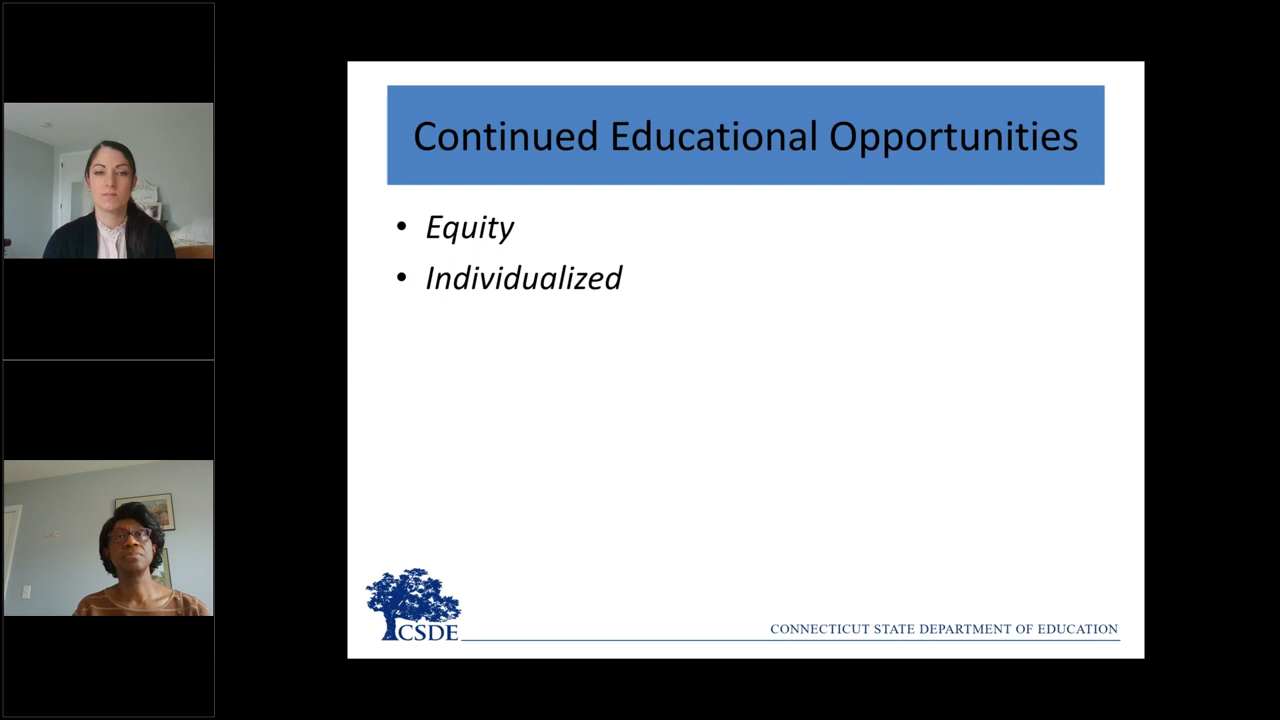 Continued Educational Opportunities
• Equity
• Individualized
CSDE
CONNECTICUT STATE DEPARTMENT OF EDUCATION